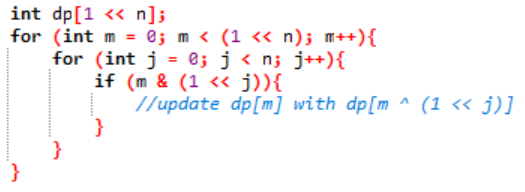 int dp[1 << n];
for (int m = 0; m < (1 << n); m++){
for (int j = 0; j < n; j++){
if (m & (1 << j)){
//update dp[m] with dp[m ^ (1 << j)]
}
}
}